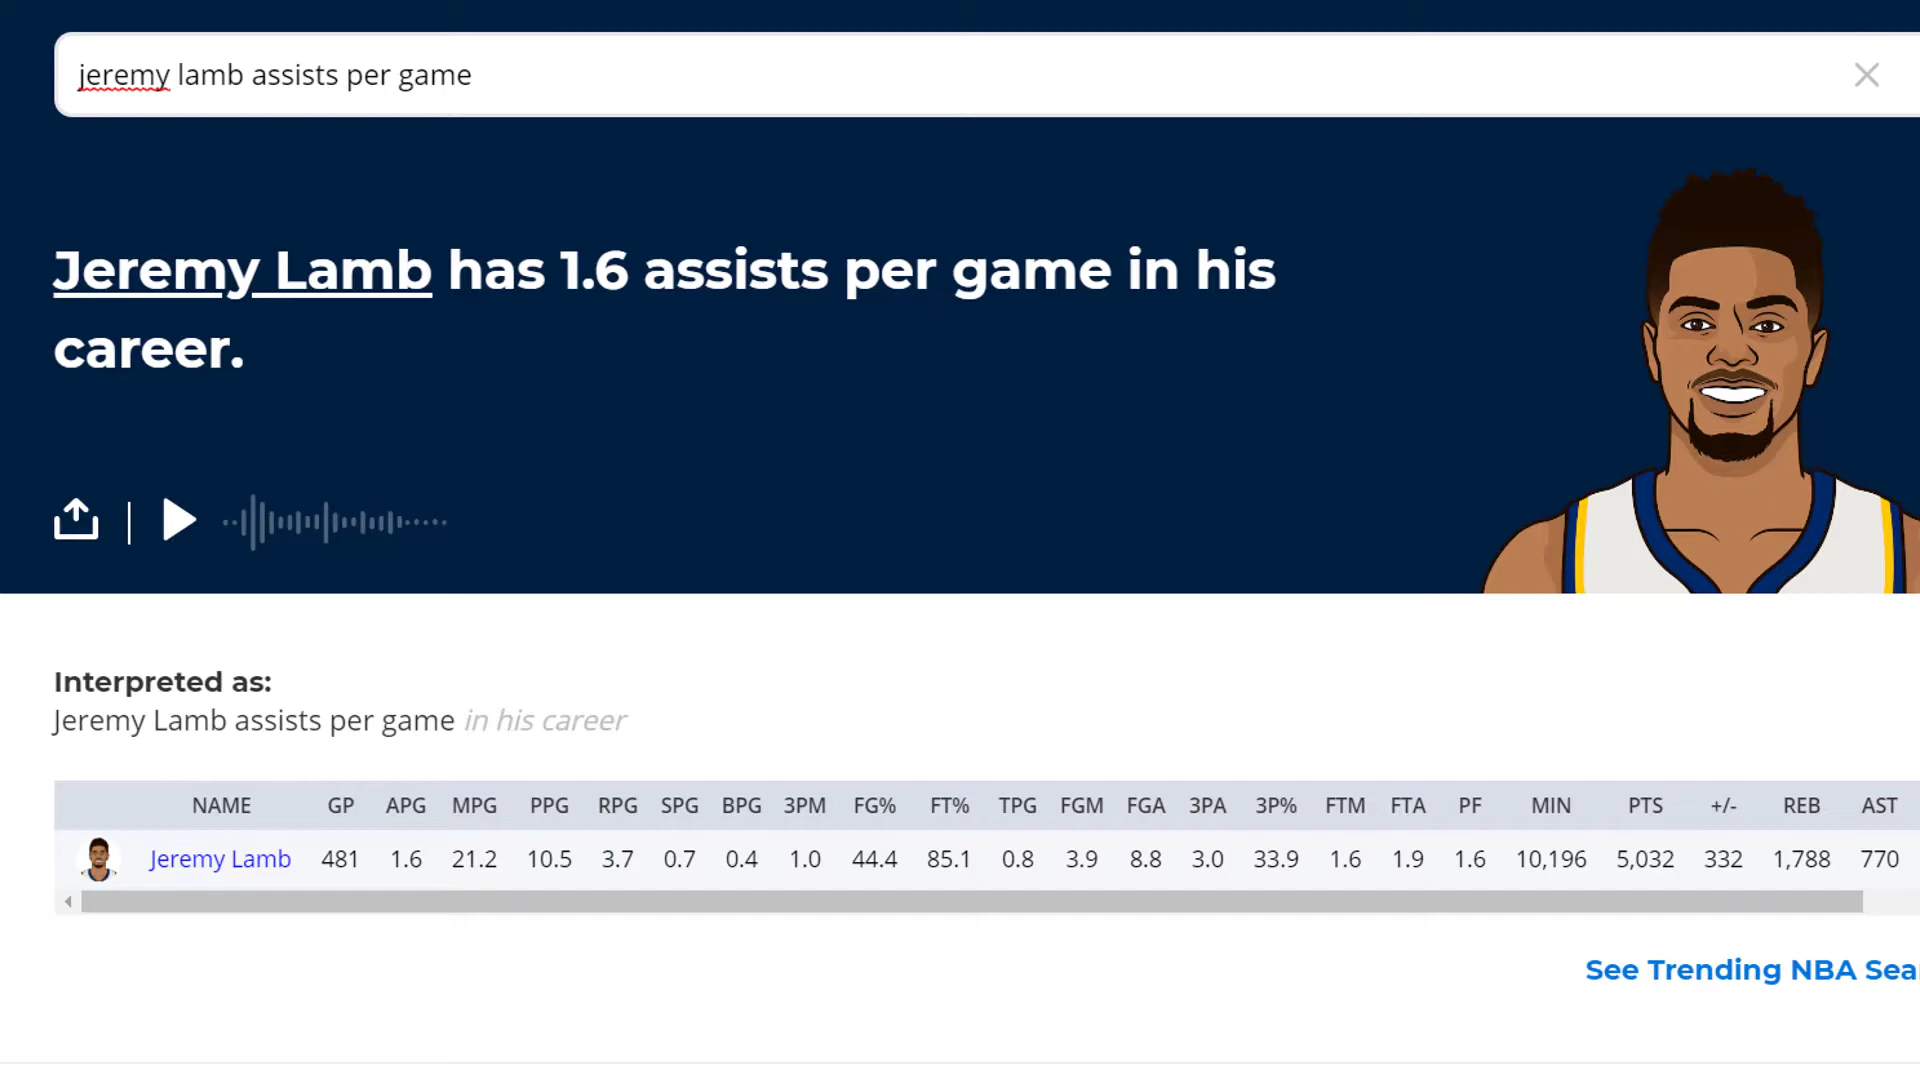 jeremy lamb assists per game
Jeremy Lamb has 1.6 assists per game in his
career.
Interpreted as:
Jeremy Lamb assists per game in his career
NAME GP APG MPG PPG RPG SPG BPG 3PM FG% FT% TPG FGM FGA 3PA 3P% FTM FTA PF MIN PTS +/- REB AST
Jeremy Lamb 481 1.6 21.2 10.5 3.7 0.7 0.4 1.0 44.4 85.1 0.8 3.9 8.8 3.0 33.9 1.6 1.9 1.6 10,196 5,032 332 1,788 770
See Trending NBA Sea